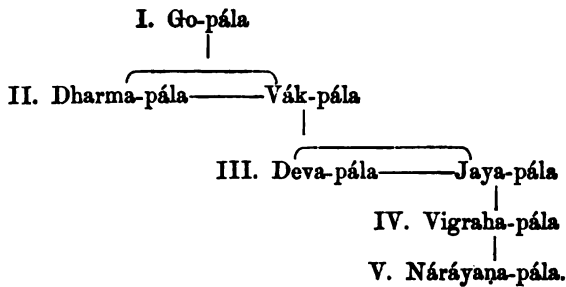 I. Go-pála
II. Dharma-pála Vák-pála
III. Deva-pála Jaya-pála
IV. Vigraha-pála
V. Náráyaṇa-pála.